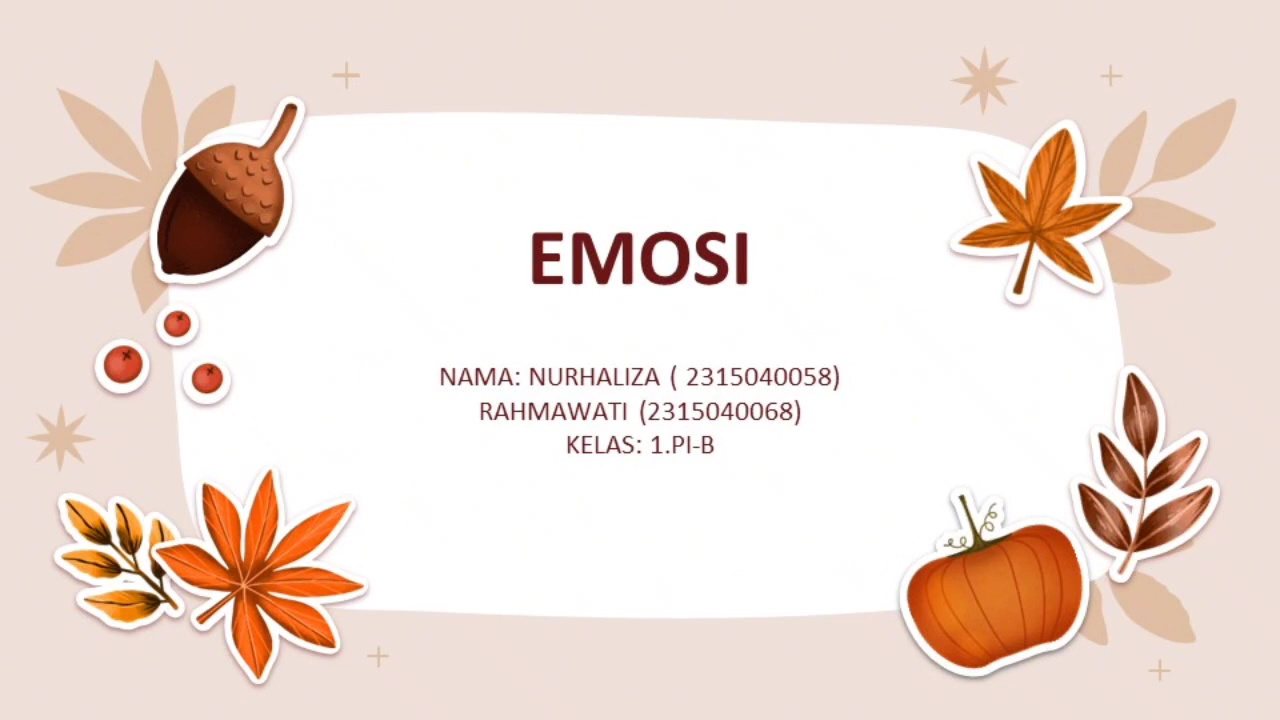 EMOSI
NAMA: NURHALIZA ( 2315040058)
RAHMAWATI (2315040068)
KELAS: 1.PI-B